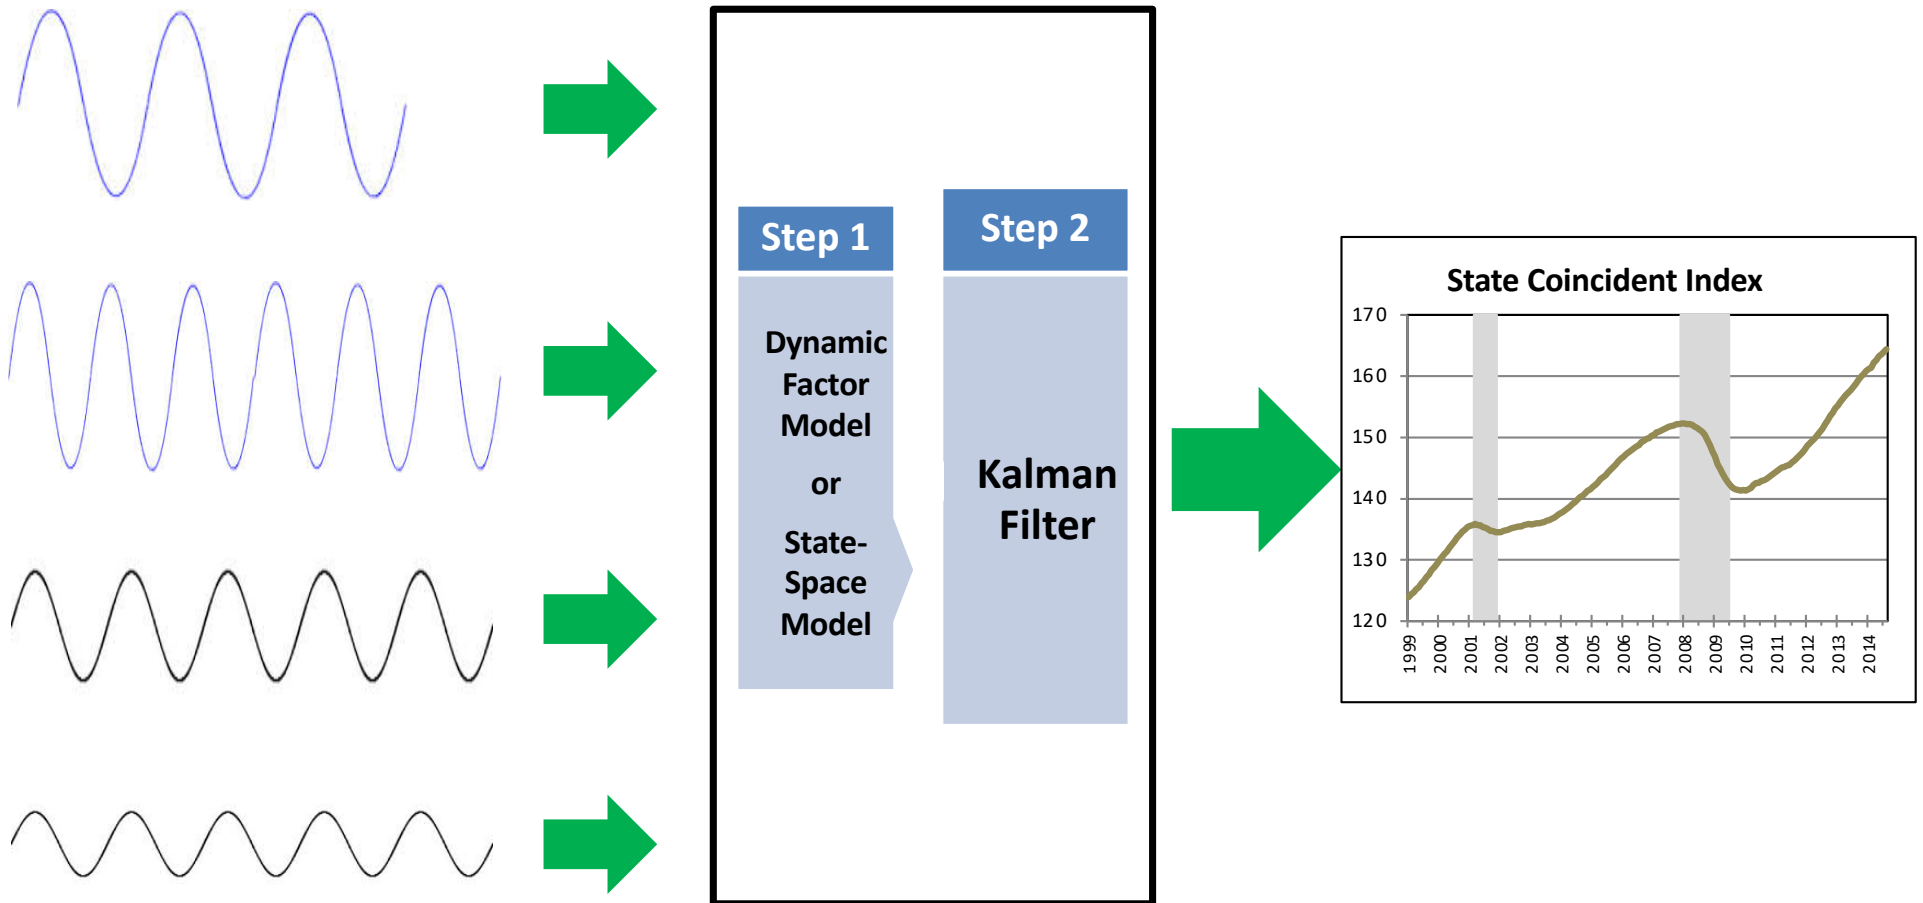 Step 1
Dynamic
Factor
Model
or
State-
Space
Model
Step 2
Kalman
Filter
State Coincident Index
170
160
150
140
130
120
1999
2000
2001
2002
2003
2004
2005
2006
2007
2008
2009
2010
2011
2012
2013
2014